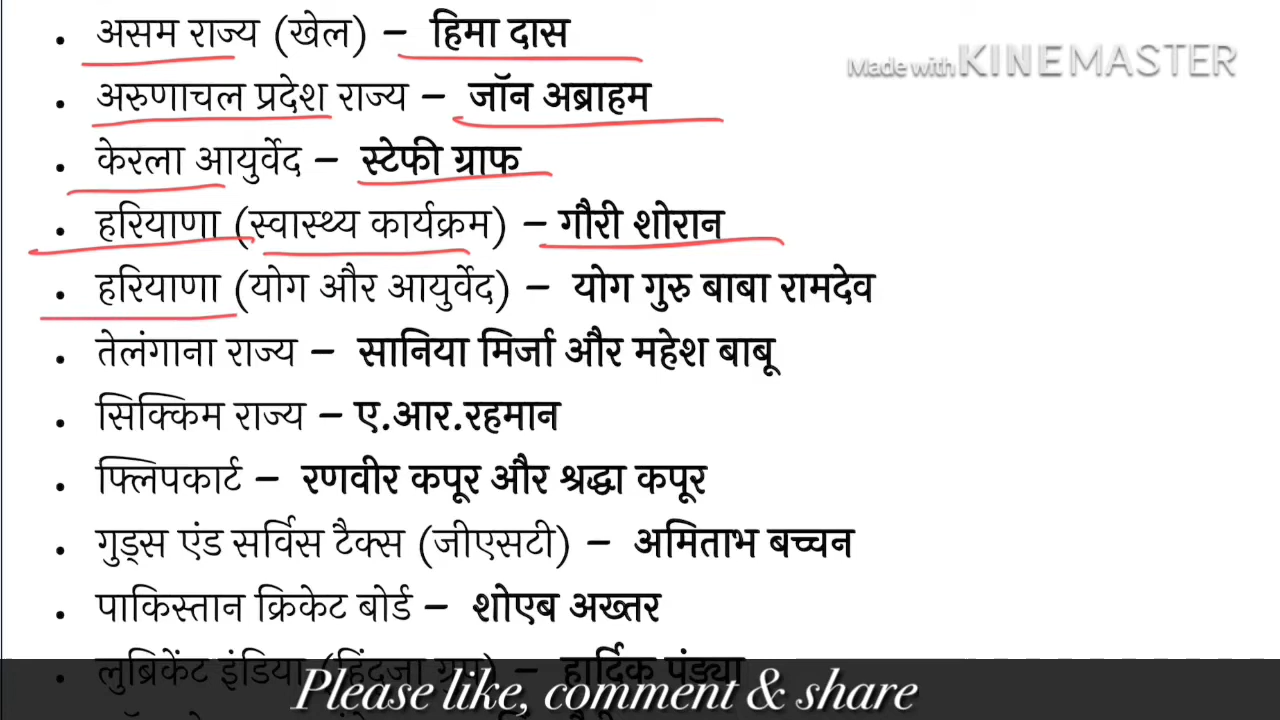 • असम राज्य (खेल) – हिमा दास
Made with KINEMASTER
• अरुणाचल प्रदेश राज्य – जॉन अब्राहम
• केरला आयुर्वेद – स्टेफी ग्राफ
• हरियाणा (स्वास्थ्य कार्यक्रम) – गौरी शोरान
• हरियाणा (योग और आयुर्वेद) – योग गुरु बाबा रामदेव
• तेलंगाना राज्य – सानिया मिर्जा और महेश बाबू
• सिक्किम राज्य – ए.आर.रहमान
• फ्लिपकार्ट – रणवीर कपूर और श्रद्धा कपूर
• गुड्स एंड सर्विस टैक्स (जीएसटी) – अमिताभ बच्चन
• पाकिस्तान क्रिकेट बोर्ड – शोएब अख्तर
• लुब्रिकेंट इंडिया (हिंदुजा ग्रुप) – हार्दिक पंड्या
Please like, comment & share